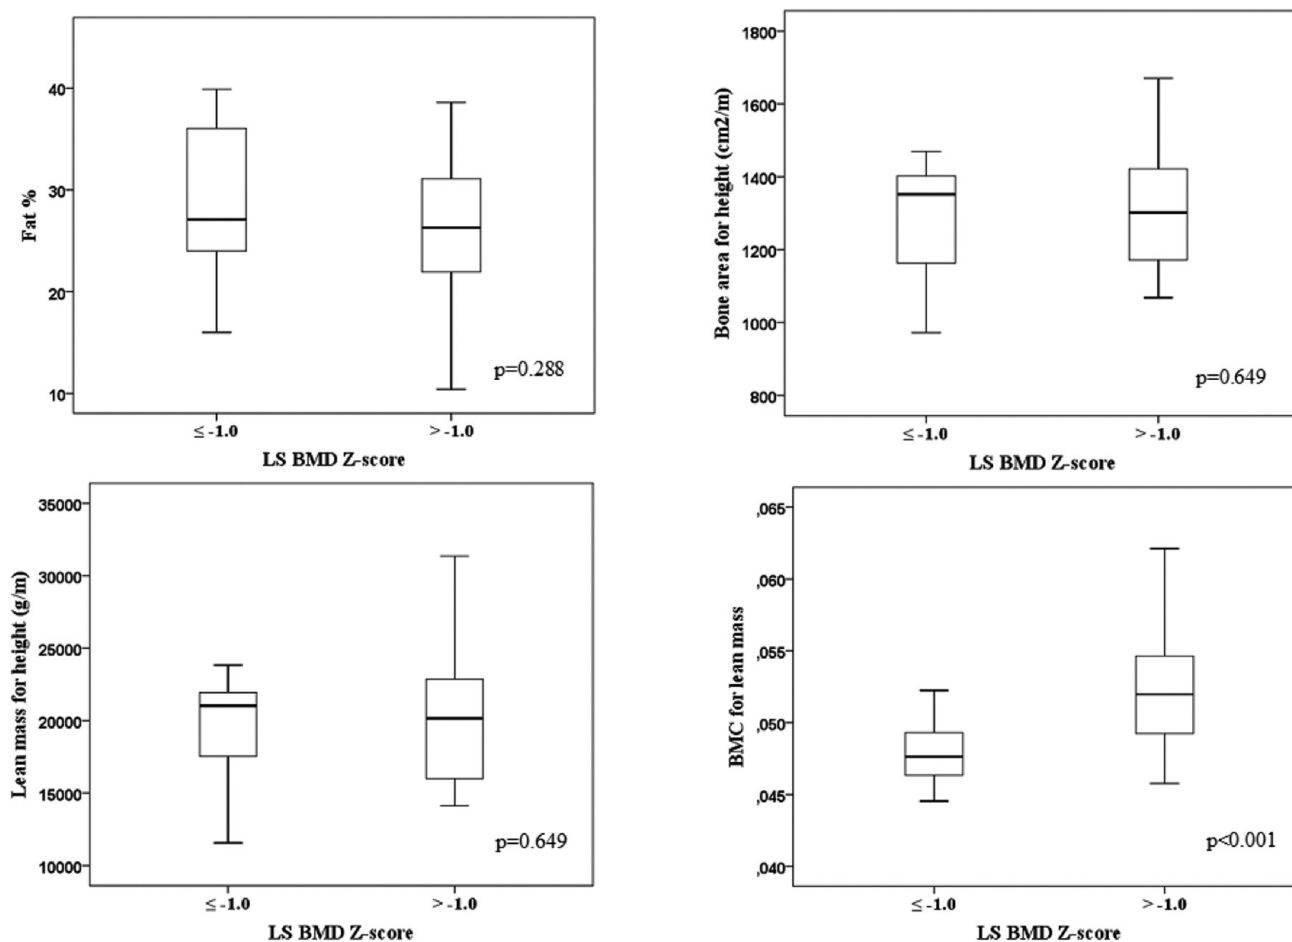 Fat %
40
30
20
10
p=0.288
≤ -1.0
> -1.0
LS BMD Z-score
Bone area for height (cm2/m)
1800
1600
1400
1200
1000
800
p=0.649
≤ -1.0
> -1.0
LS BMD Z-score
Lean mass for height (g/m)
35000
30000
25000
20000
15000
10000
p=0.649
≤ -1.0
> -1.0
LS BMD Z-score
BMC for lean mass
,065
,060
,055
,050
,045
,040
p<0.001
≤ -1.0
> -1.0
LS BMD Z-score